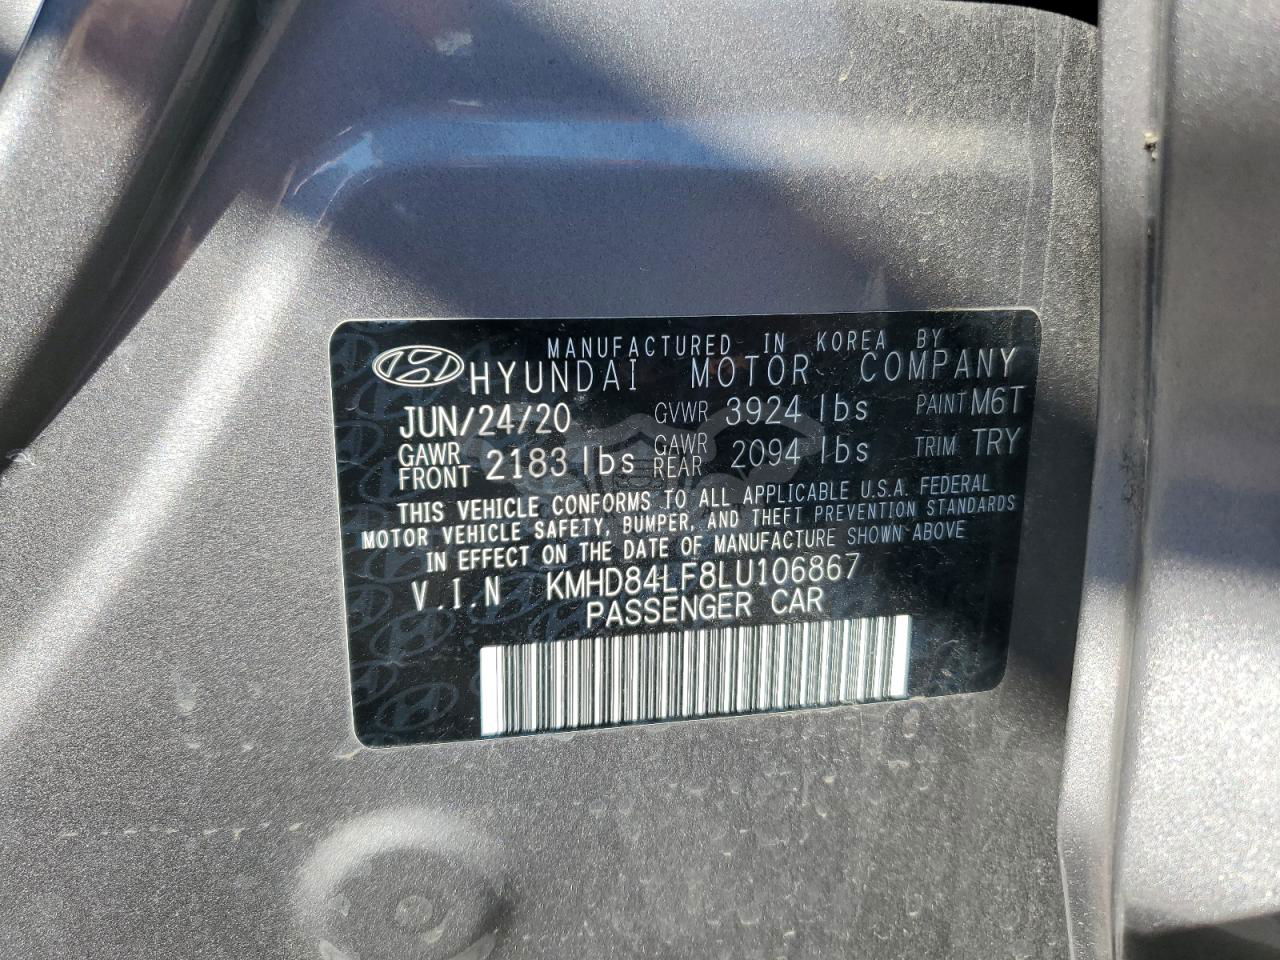 MANUFACTURED IN KOREA BY
HYUNDAI MOTOR COMPANY
JUN/24/20 GVWR 3924 lbs PAINT M6T
GAWR FRONT 2183 lbs GAWR REAR 2094 lbs TRIM TRY
THIS VEHICLE CONFORMS TO ALL APPLICABLE U.S.A. FEDERAL
MOTOR VEHICLE SAFETY, BUMPER, AND THEFT PREVENTION STANDARDS
IN EFFECT ON THE DATE OF MANUFACTURE SHOWN ABOVE
V.I.N KMHD84LF8LU106867
PASSENGER CAR